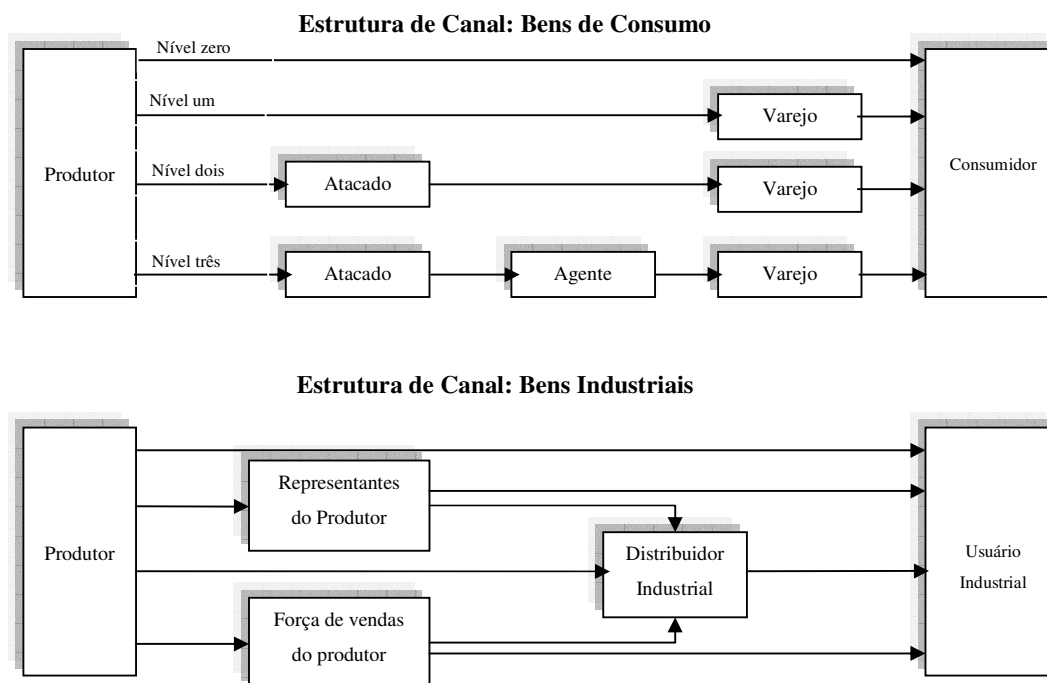 Estrutura de Canal: Bens de Consumo
Nível zero
Nível um
Varejo
Produtor
Nível dois
Atacado
Varejo
Consumidor
Nível três
Atacado
Agente
Varejo
Estrutura de Canal: Bens Industriais
Representantes
do Produtor
Produtor
Distribuidor
Industrial
Usuário
Industrial
Força de vendas
do produtor